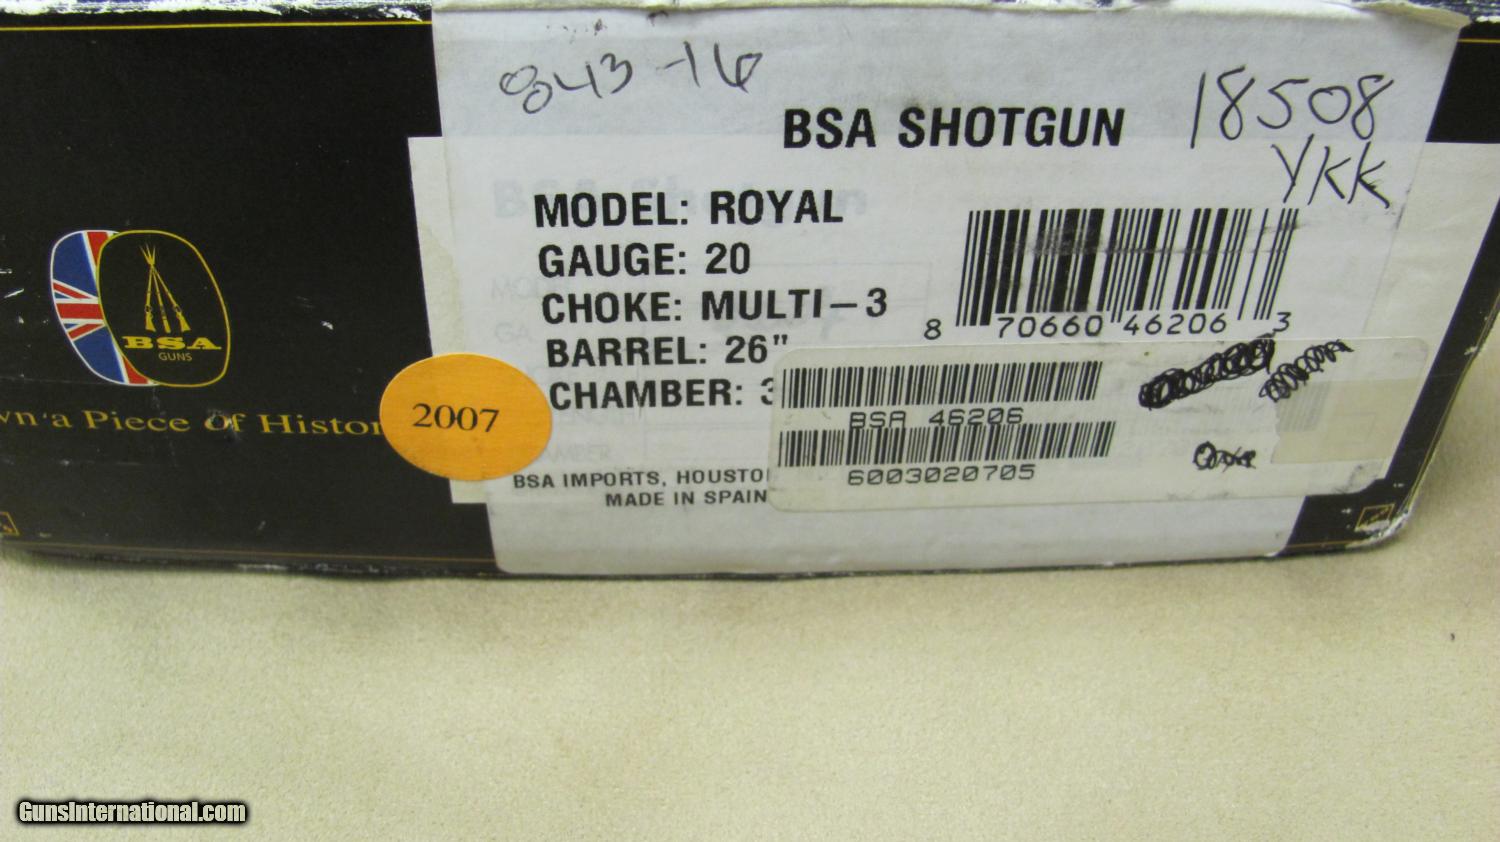 843-16
18508
YKK
BSA SHOTGUN
MODEL: ROYAL
GAUGE: 20
CHOKE: MULTI-3
BARREL: 26"
CHAMBER: 3
8 70660 46206 3
BSA 46206
6003020705
BSA IMPORTS, HOUSTO
MADE IN SPAIN
BSA
GUNS
wn a Piece of Histor
2007
GunsInternational.com